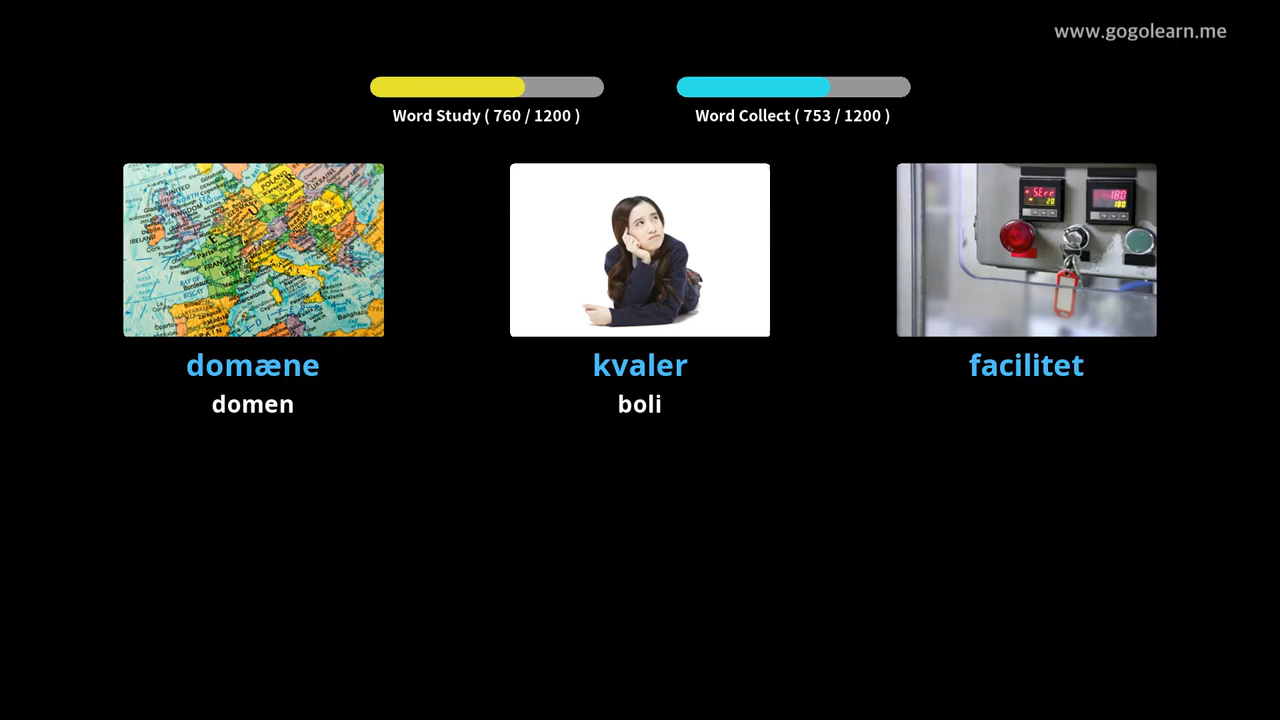 www.gogolearn.me
Word Study ( 760 / 1200 )
Word Collect ( 753 / 1200 )
domæne
kvaler
facilitet
domen
boli